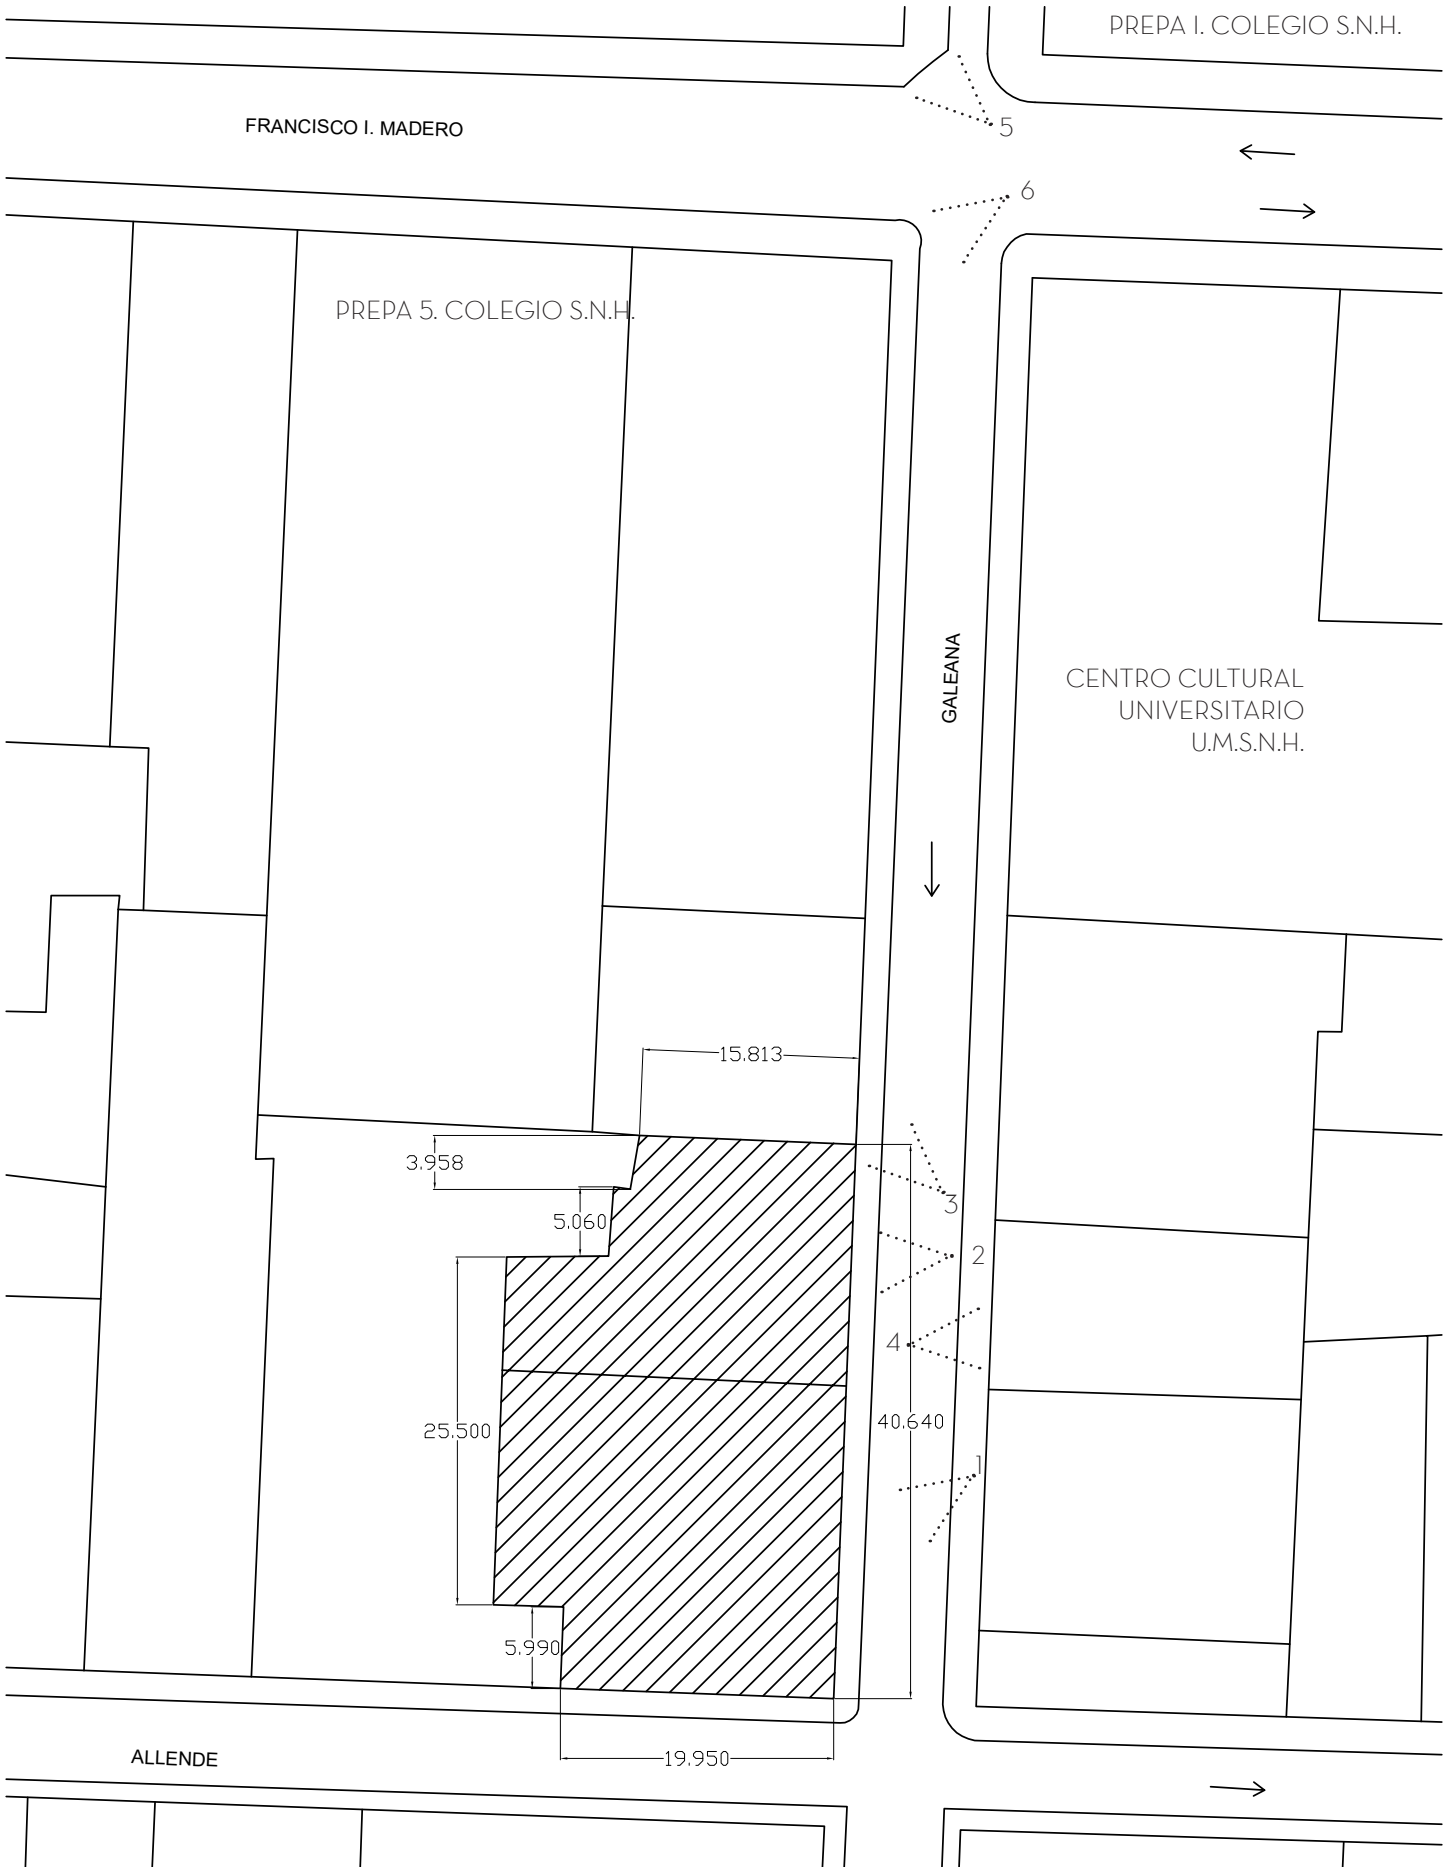 PREPA 1. COLEGIO S.N.H.
FRANCISCO I. MADERO
5
6
PREPA 5. COLEGIO S.N.H.
GALEANA
CENTRO CULTURAL
UNIVERSITARIO
U.M.S.N.H.
15.813
3.958
3
5.060
2
4
40.640
25.500
1
5.990
19.950
ALLENDE